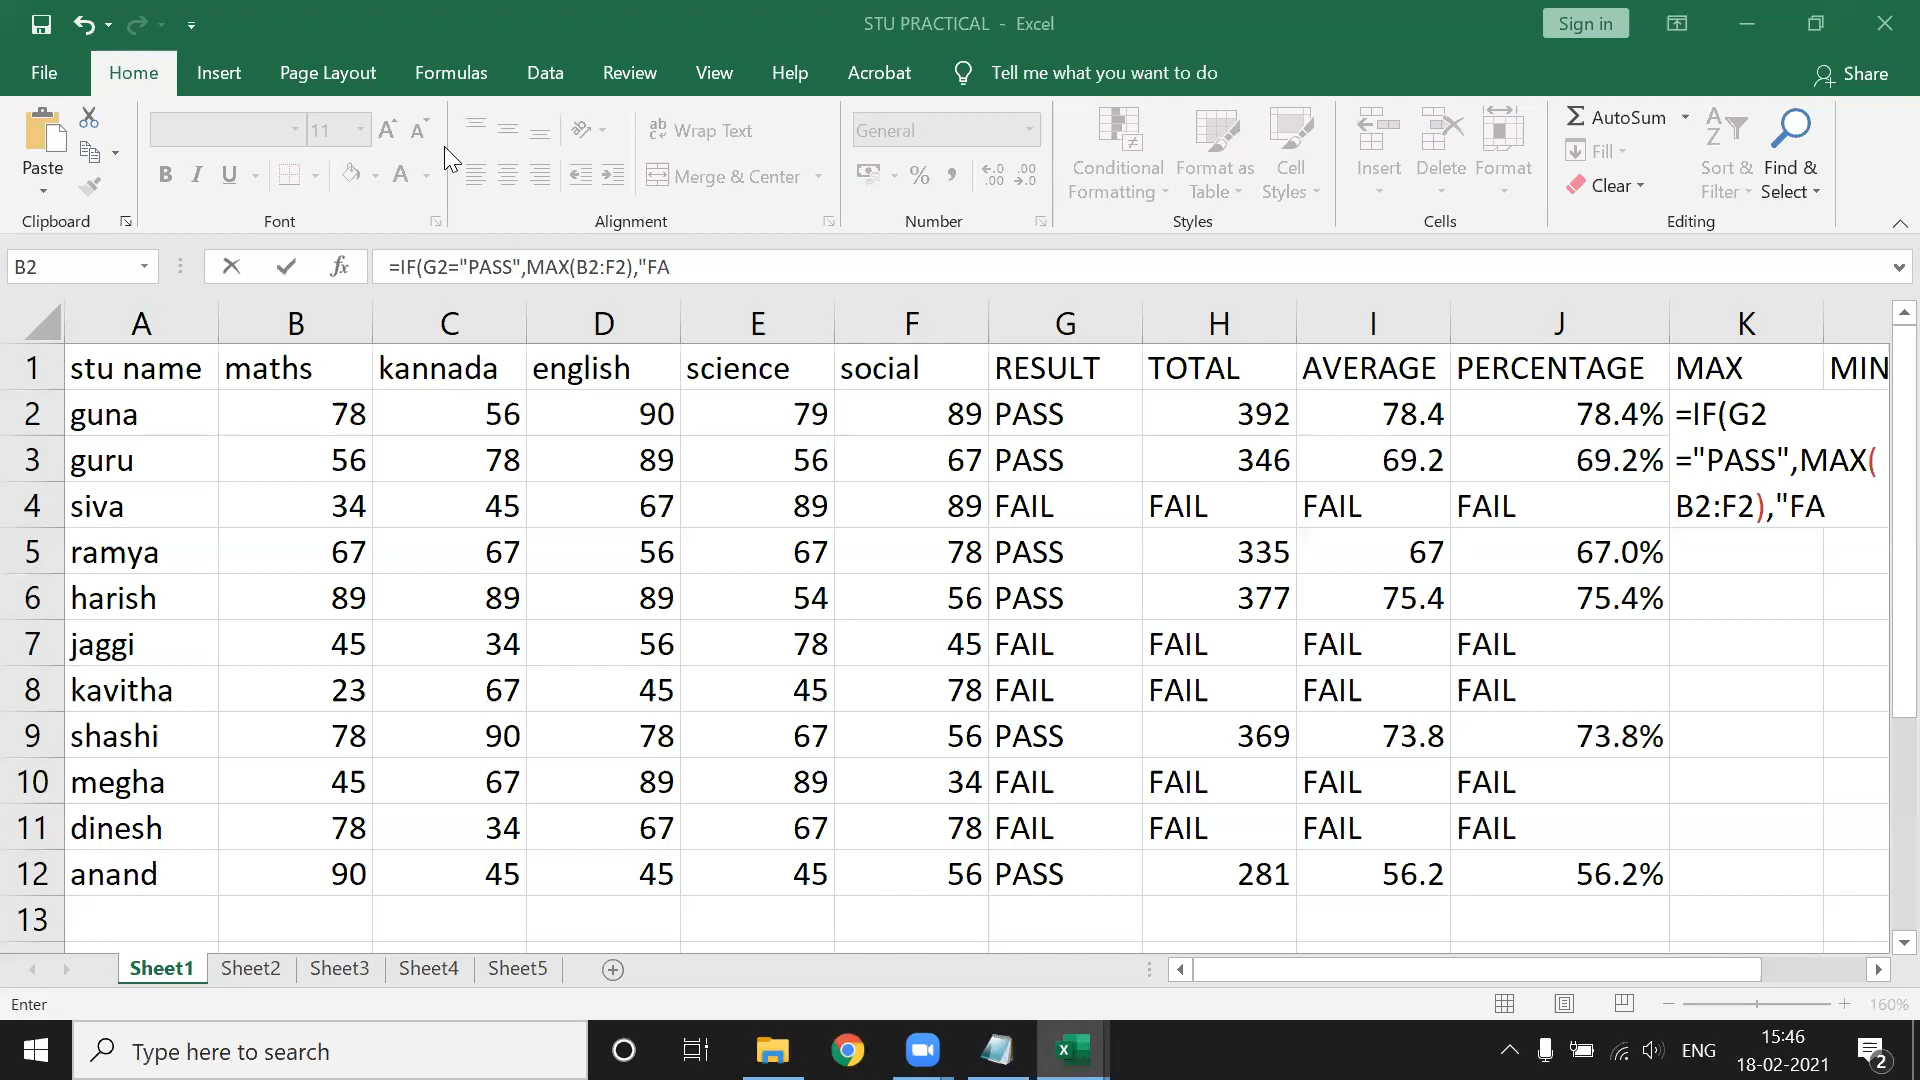 STU PRACTICAL - Excel
Sign in
File Home Insert Page Layout Formulas Data Review View Help Acrobat Tell me what you want to do Share
Paste
Clipboard
11
B I U A
Font
ab Wrap Text
Merge & Center
Alignment
General
% ,
Number
Conditional Formatting
Format as Table
Cell Styles
Styles
Insert Delete Format
Cells
AutoSum
Fill
Clear
Sort & Filter
Find & Select
Editing
B2 fx =IF(G2="PASS",MAX(B2:F2),"FA
A B C D E F G H I J K
1 stu name maths kannada english science social RESULT TOTAL AVERAGE PERCENTAGE MAX MIN
2 guna 78 56 90 79 89 PASS 392 78.4 78.4% =IF(G2
3 guru 56 78 89 56 67 PASS 346 69.2 69.2% ="PASS",MAX(
4 siva 34 45 67 89 89 FAIL FAIL FAIL FAIL B2:F2),"FA
5 ramya 67 67 56 67 78 PASS 335 67 67.0%
6 harish 89 89 89 54 56 PASS 377 75.4 75.4%
7 jaggi 45 34 56 78 45 FAIL FAIL FAIL FAIL
8 kavitha 23 67 45 45 78 FAIL FAIL FAIL FAIL
9 shashi 78 90 78 67 56 PASS 369 73.8 73.8%
10 megha 45 67 89 89 34 FAIL FAIL FAIL FAIL
11 dinesh 78 34 67 67 78 FAIL FAIL FAIL FAIL
12 anand 90 45 45 45 56 PASS 281 56.2 56.2%
13
Sheet1 Sheet2 Sheet3 Sheet4 Sheet5
Enter
160%
Type here to search
ENG
15:46
18-02-2021
2